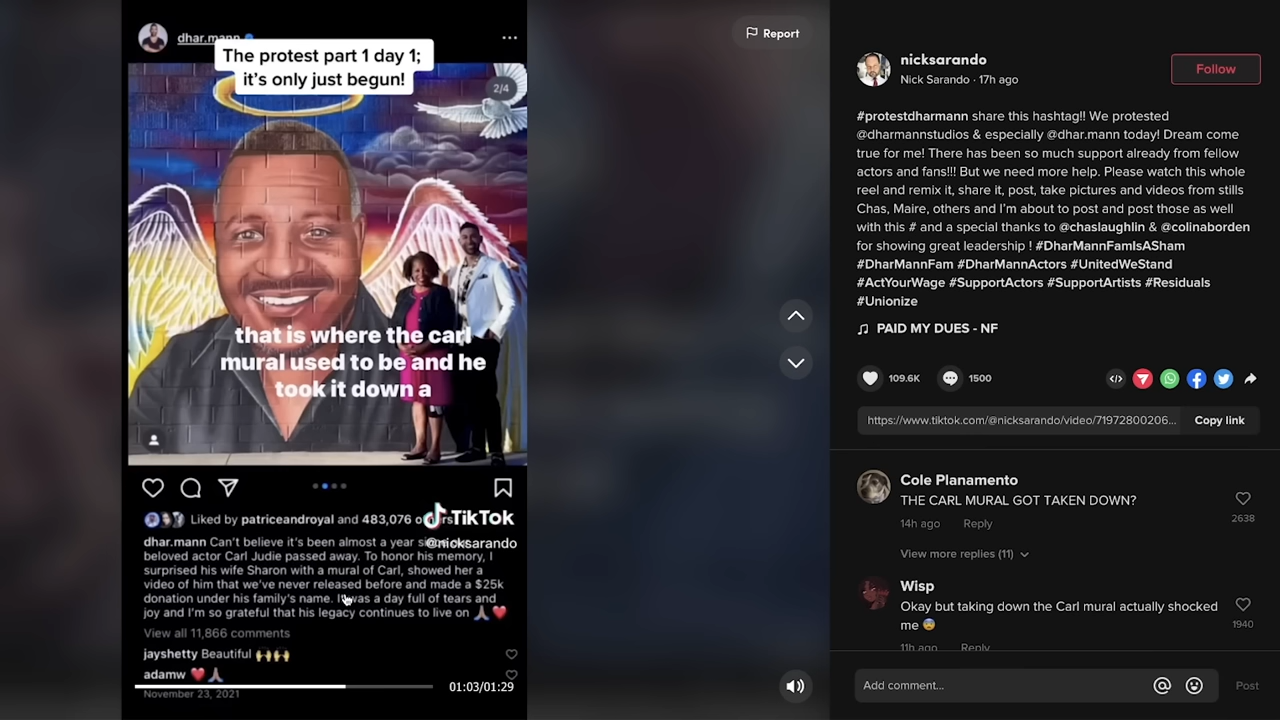 dhar.mann
The protest part 1 day 1;
it's only just begun!
2/4
that is where the carl
mural used to be and he
took it down a
Liked by patriceandroyal and 483,076
TikTok
@nicksarando
dhar.mann Can't believe it's been almost a year
beloved actor Carl Judie passed away. To honor his memory, I
surprised his wife Sharon with a mural of Carl, showed her a
video of him that we've never released before and made a $25k
donation under his family's name. It was a day full of tears and
joy and I'm so grateful that his legacy continues to live on 🙏🏽❤️
View all 11,866 comments
jayshetty Beautiful 🙌🙌
adamw ❤️🙏🏽
November 23, 2021
01:03/01:29
Report
nicksarando
Nick Sarando · 17h ago
Follow
#protestdharmann share this hashtag!! We protested
@dharmannstudios & especially @dhar.mann today! Dream come
true for me! There has been so much support already from fellow
actors and fans!!! But we need more help. Please watch this whole
reel and remix it, share it, post, take pictures and videos from stills
Chas, Maire, others and I'm about to post and post those as well
with this # and a special thanks to @chaslaughlin & @colinaborden
for showing great leadership ! #DharMannFamIsASham
#DharMannFam #DharMannActors #UnitedWeStand
#ActYourWage #SupportActors #SupportArtists #Residuals
#Unionize
PAID MY DUES - NF
109.6K
1500
https://www.tiktok.com/@nicksarando/video/71972800206...
Copy link
Cole Planamento
THE CARL MURAL GOT TAKEN DOWN?
14h ago Reply
2638
View more replies (11)
Wisp
Okay but taking down the Carl mural actually shocked
me 😨
1940
11h ago Reply
Add comment...
Post